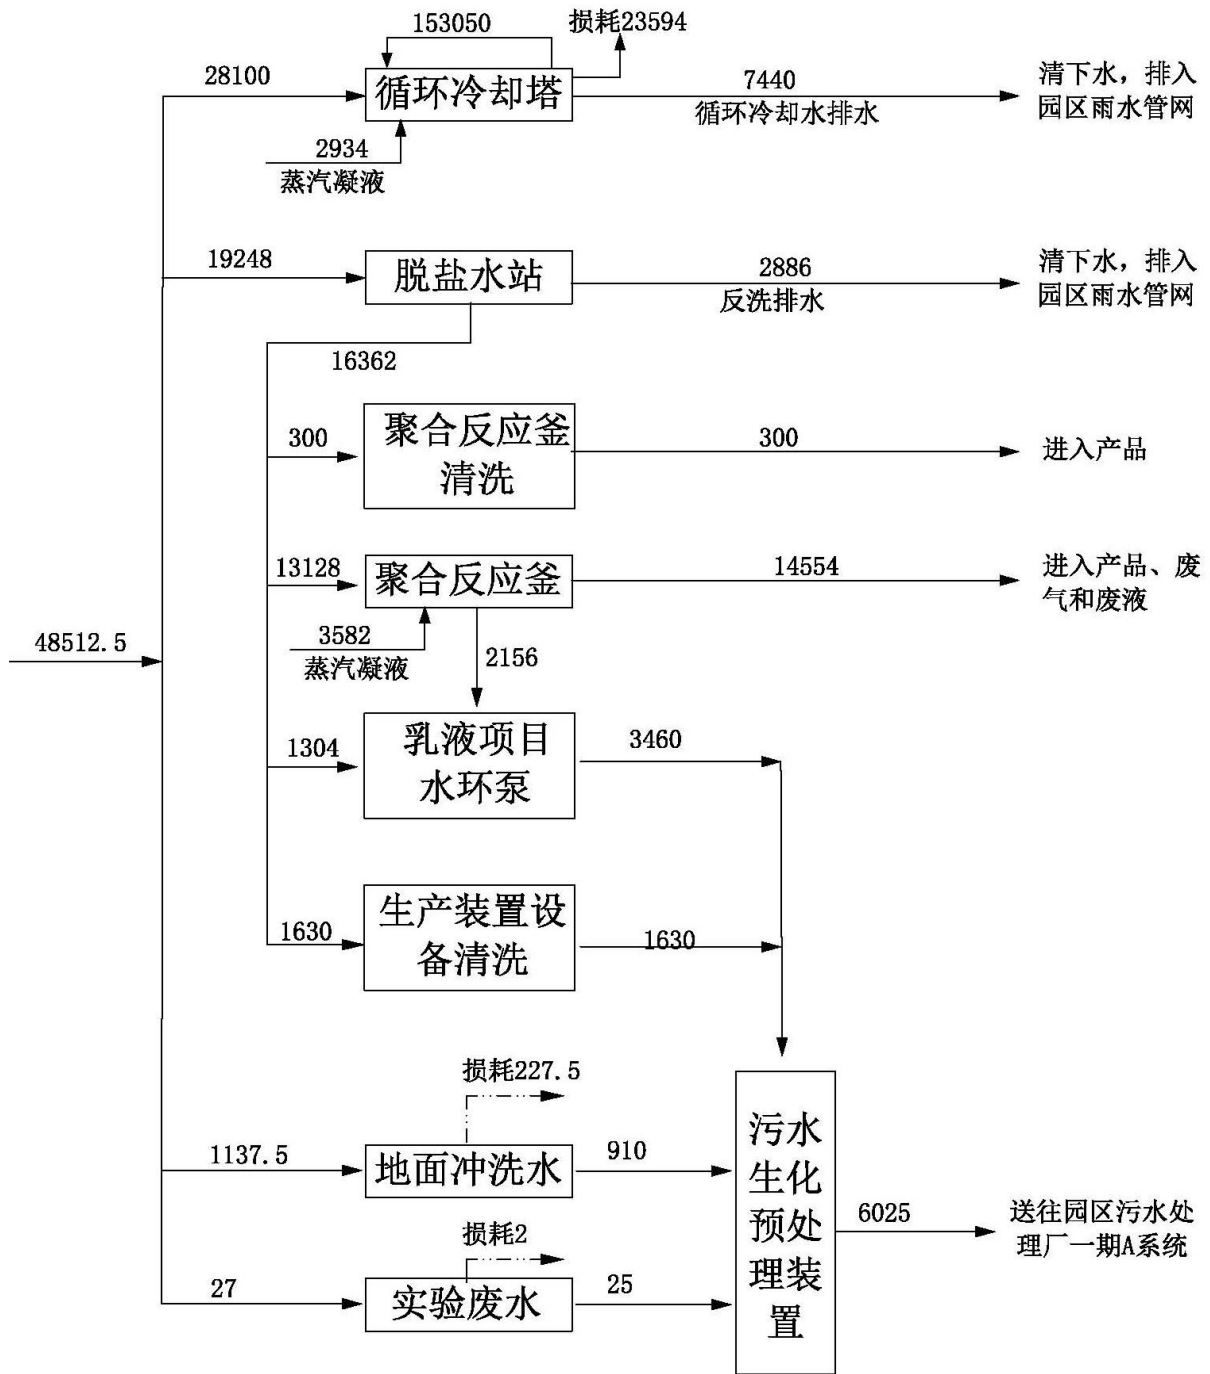 153050
损耗23594
28100
循环冷却塔
7440
循环冷却水排水
清下水，排入
园区雨水管网
2934
蒸汽凝液
19248
脱盐水站
2886
反洗排水
清下水，排入
园区雨水管网
16362
300
聚合反应釜
清洗
300
进入产品
13128
聚合反应釜
14554
进入产品、废
气和废液
3582
蒸汽凝液
2156
48512.5
1304
乳液项目
水环泵
3460
1630
生产装置设
备清洗
1630
损耗227.5
1137.5
地面冲洗水
910
污水
生化
预处
理装
置
6025
送往园区污水处
理厂一期A系统
损耗2
27
实验废水
25